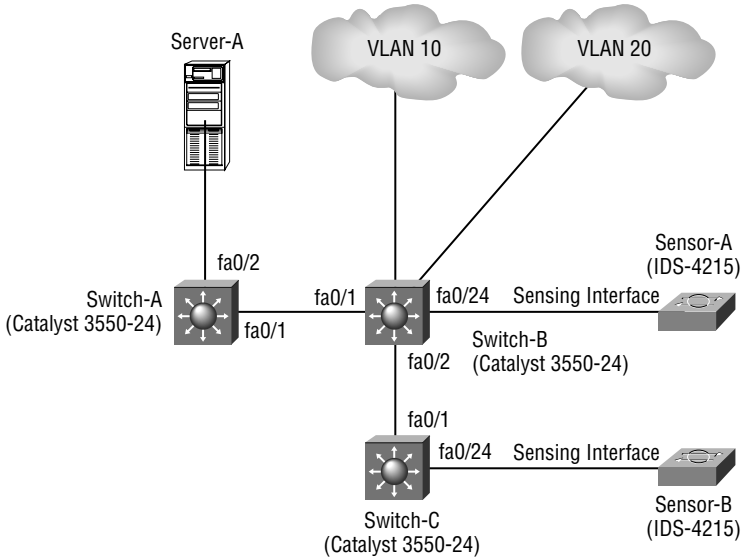 Server-A
VLAN 10
VLAN 20
fa0/2
Sensor-A
(IDS-4215)
Switch-A
(Catalyst 3550-24)
fa0/1
fa0/1
fa0/24
Sensing Interface
Switch-B
(Catalyst 3550-24)
fa0/2
fa0/1
fa0/24
Sensing Interface
Switch-C
(Catalyst 3550-24)
Sensor-B
(IDS-4215)